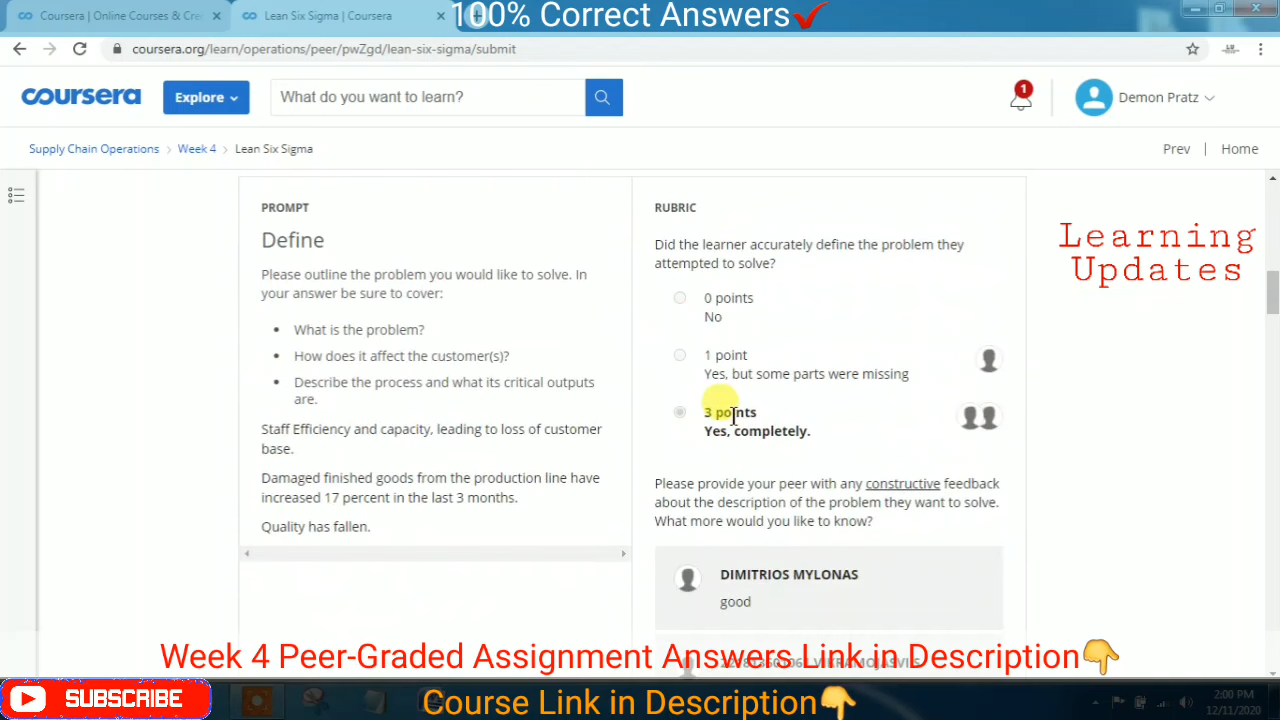 Coursera | Online Courses & Cre
Lean Six Sigma | Coursera
100% Correct Answers
coursera.org/learn/operations/peer/pwZgd/lean-six-sigma/submit
coursera
Explore
What do you want to learn?
1
Demon Pratz
Supply Chain Operations
Week 4
Lean Six Sigma
Prev | Home
PROMPT
Define
Please outline the problem you would like to solve. In
your answer be sure to cover:
• What is the problem?
• How does it affect the customer(s)?
• Describe the process and what its critical outputs
are.
Staff Efficiency and capacity, leading to loss of customer
base.
Damaged finished goods from the production line have
increased 17 percent in the last 3 months.
Quality has fallen.
RUBRIC
Did the learner accurately define the problem they
attempted to solve?
0 points
No
1 point
Yes, but some parts were missing
3 points
Yes, completely.
Please provide your peer with any constructive feedback
about the description of the problem they want to solve.
What more would you like to know?
DIMITRIOS MYLONAS
good
Learning
Updates
Week 4 Peer-Graded Assignment Answers Link in Description
SUBSCRIBE
Course Link in Description
2:00 PM
12/11/2020